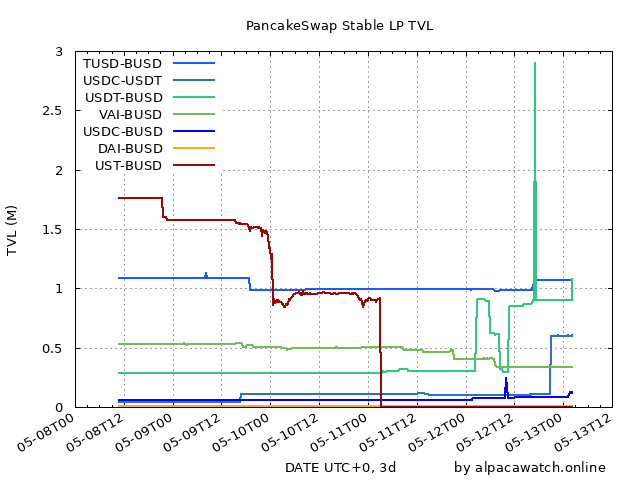 PancakeSwap Stable LP TVL
TVL (M)
3
2.5
2
1.5
1
0.5
0
TUSD-BUSD
USDC-USDT
USDT-BUSD
VAI-BUSD
USDC-BUSD
DAI-BUSD
UST-BUSD
05-08T00
05-08T12
05-09T00
05-09T12
05-10T00
05-10T12
05-11T00
05-11T12
05-12T00
05-12T12
05-13T00
05-13T12
DATE UTC+0, 3d
by alpacawatch.online